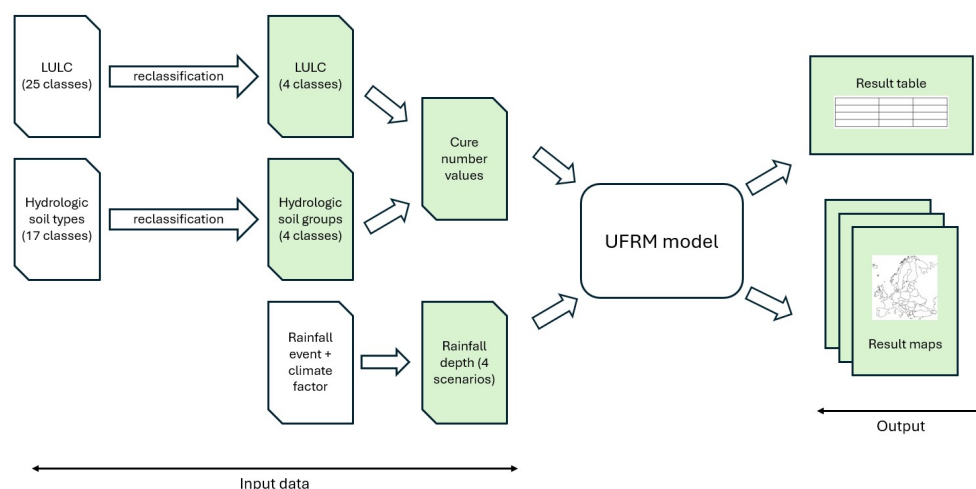 LULC
(25 classes)
reclassification
LULC
(4 classes)
Hydrologic
soil types
(17 classes)
reclassification
Hydrologic
soil groups
(4 classes)
Cure
number
values
Rainfall
event +
climate
factor
Rainfall
depth (4
scenarios)
UFRM model
Result table
Result maps
Output
Input data